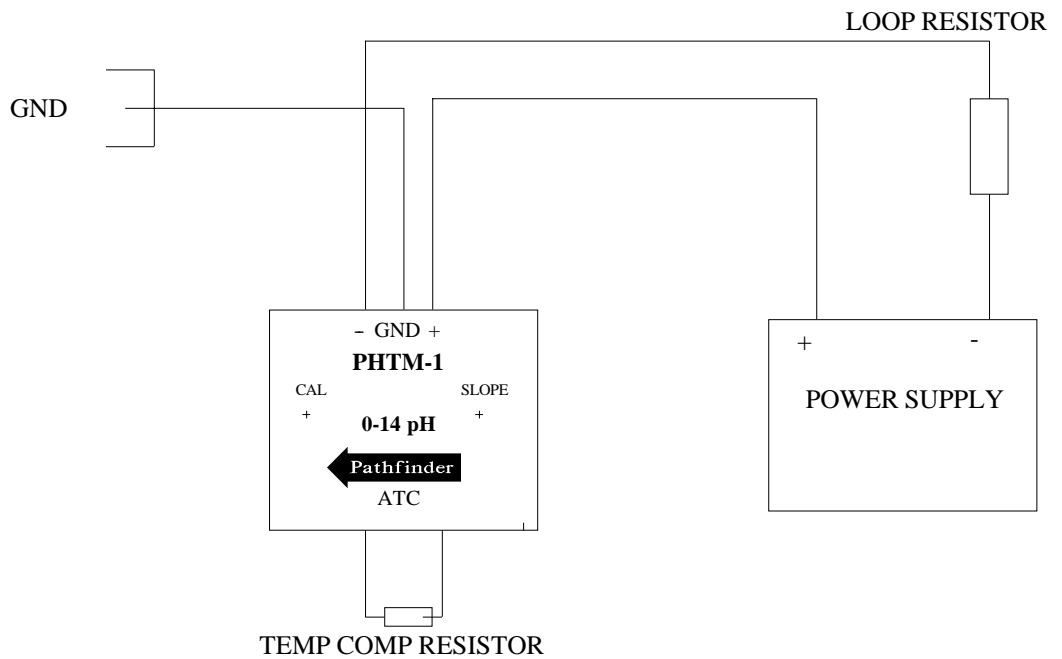 LOOP RESISTOR
GND
- GND +
PHTM-1
CAL
SLOPE
+
+
0-14 pH
Pathfinder
ATC
+
-
POWER SUPPLY
TEMP COMP RESISTOR